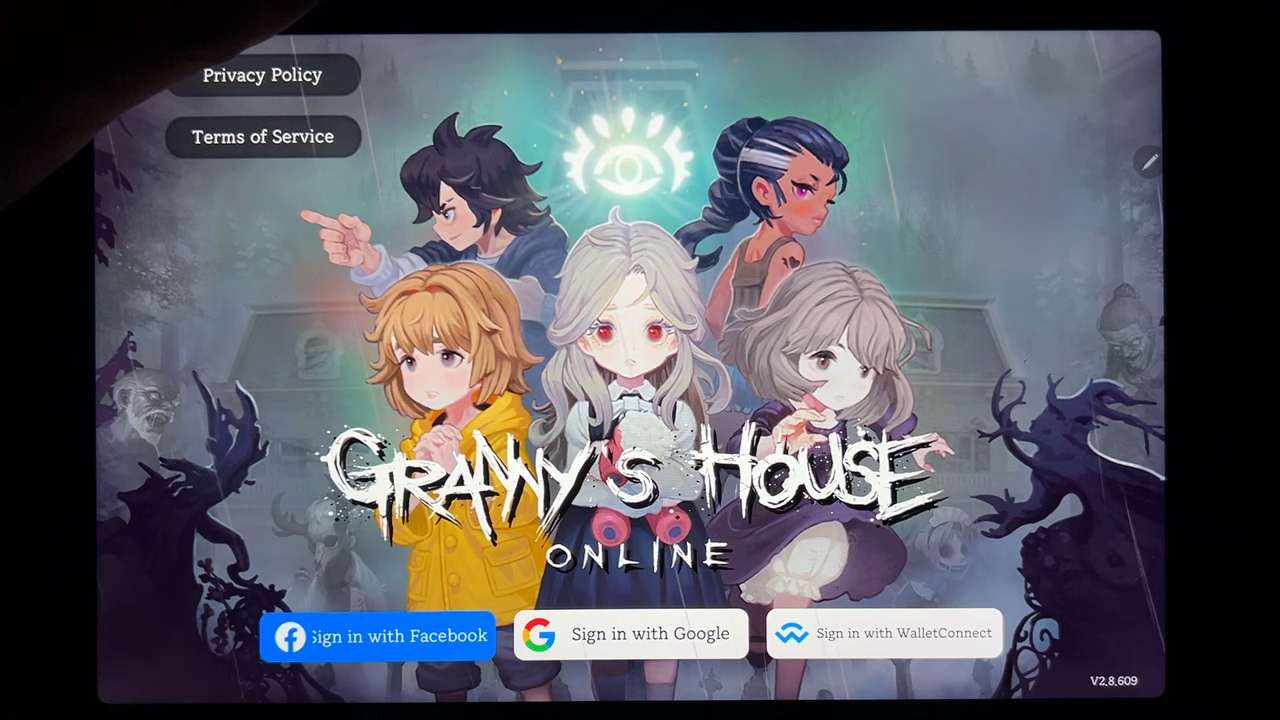 Privacy Policy
Terms of Service
GRANNY'S HOUSE
ONLINE
Sign in with Facebook
Sign in with Google
Sign in with WalletConnect
V2.8.609